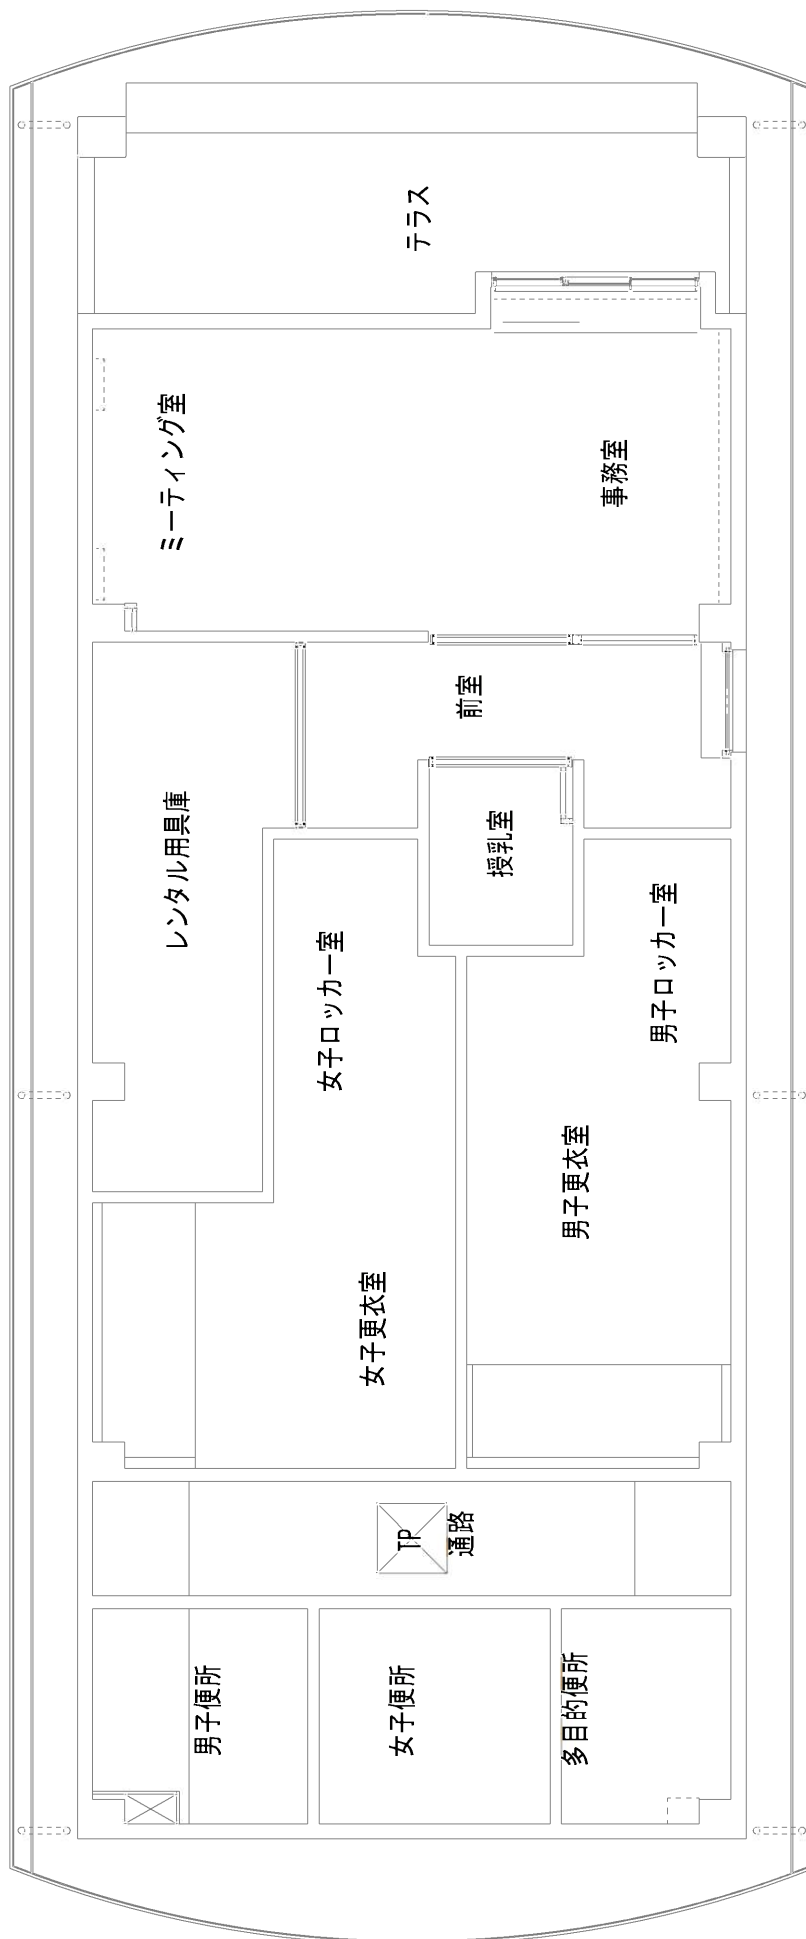 テラス
ミーティング室
事務室
前室
レンタル用具庫
授乳室
女子ロッカー室
男子ロッカー室
男子更衣室
女子更衣室
TP
通路
男子便所
女子便所
多目的便所